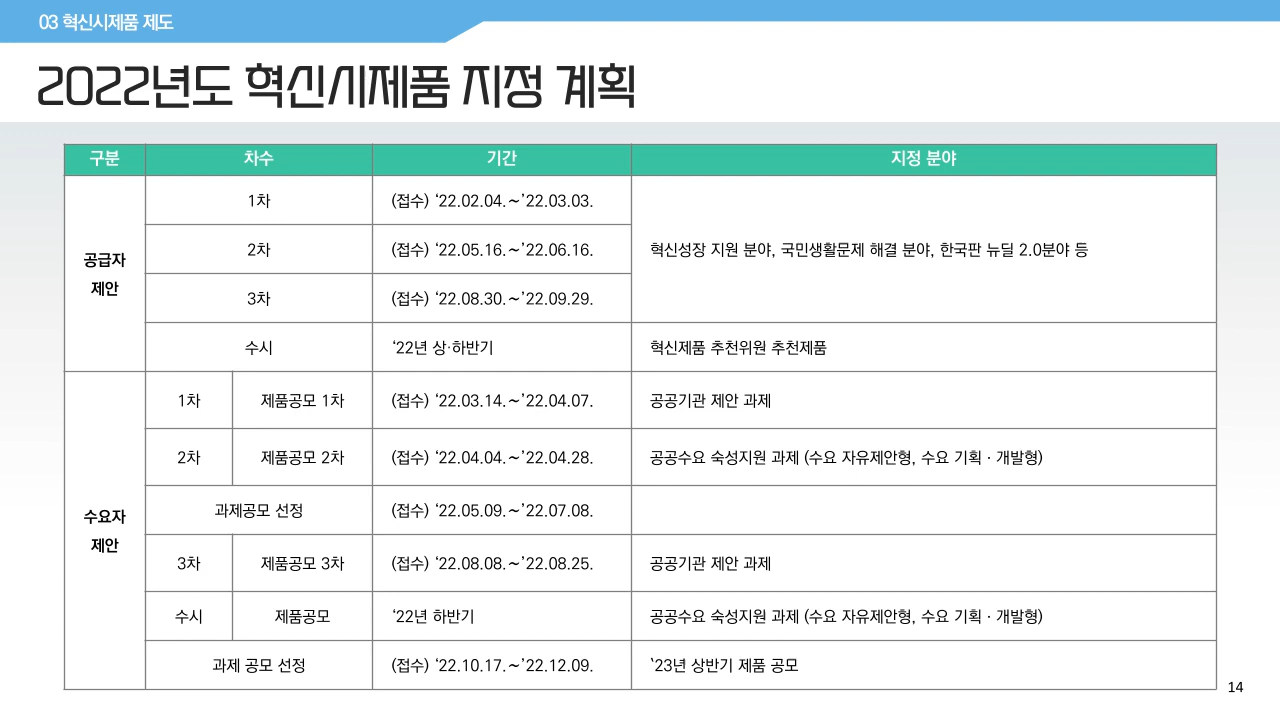 03 혁신시제품 제도
2022년도 혁신시제품 지정 계획
구분 차수 기간 지정 분야
공급자
제안
1차 (접수) ‘22.02.04.~’22.03.03.
2차 (접수) ‘22.05.16.~’22.06.16.
3차 (접수) ‘22.08.30.~’22.09.29.
혁신성장 지원 분야, 국민생활문제 해결 분야, 한국판 뉴딜 2.0분야 등
수시 ‘22년 상·하반기 혁신제품 추천위원 추천제품
수요자
제안
1차 제품공모 1차 (접수) ‘22.03.14.~’22.04.07. 공공기관 제안 과제
2차 제품공모 2차 (접수) ‘22.04.04.~’22.04.28. 공공수요 숙성지원 과제 (수요 자유제안형, 수요 기획 · 개발형)
과제공모 선정 (접수) ‘22.05.09.~’22.07.08.
3차 제품공모 3차 (접수) ‘22.08.08.~’22.08.25. 공공기관 제안 과제
수시 제품공모 ‘22년 하반기 공공수요 숙성지원 과제 (수요 자유제안형, 수요 기획 · 개발형)
과제 공모 선정 (접수) ‘22.10.17.~’22.12.09. ‵23년 상반기 제품 공모
14